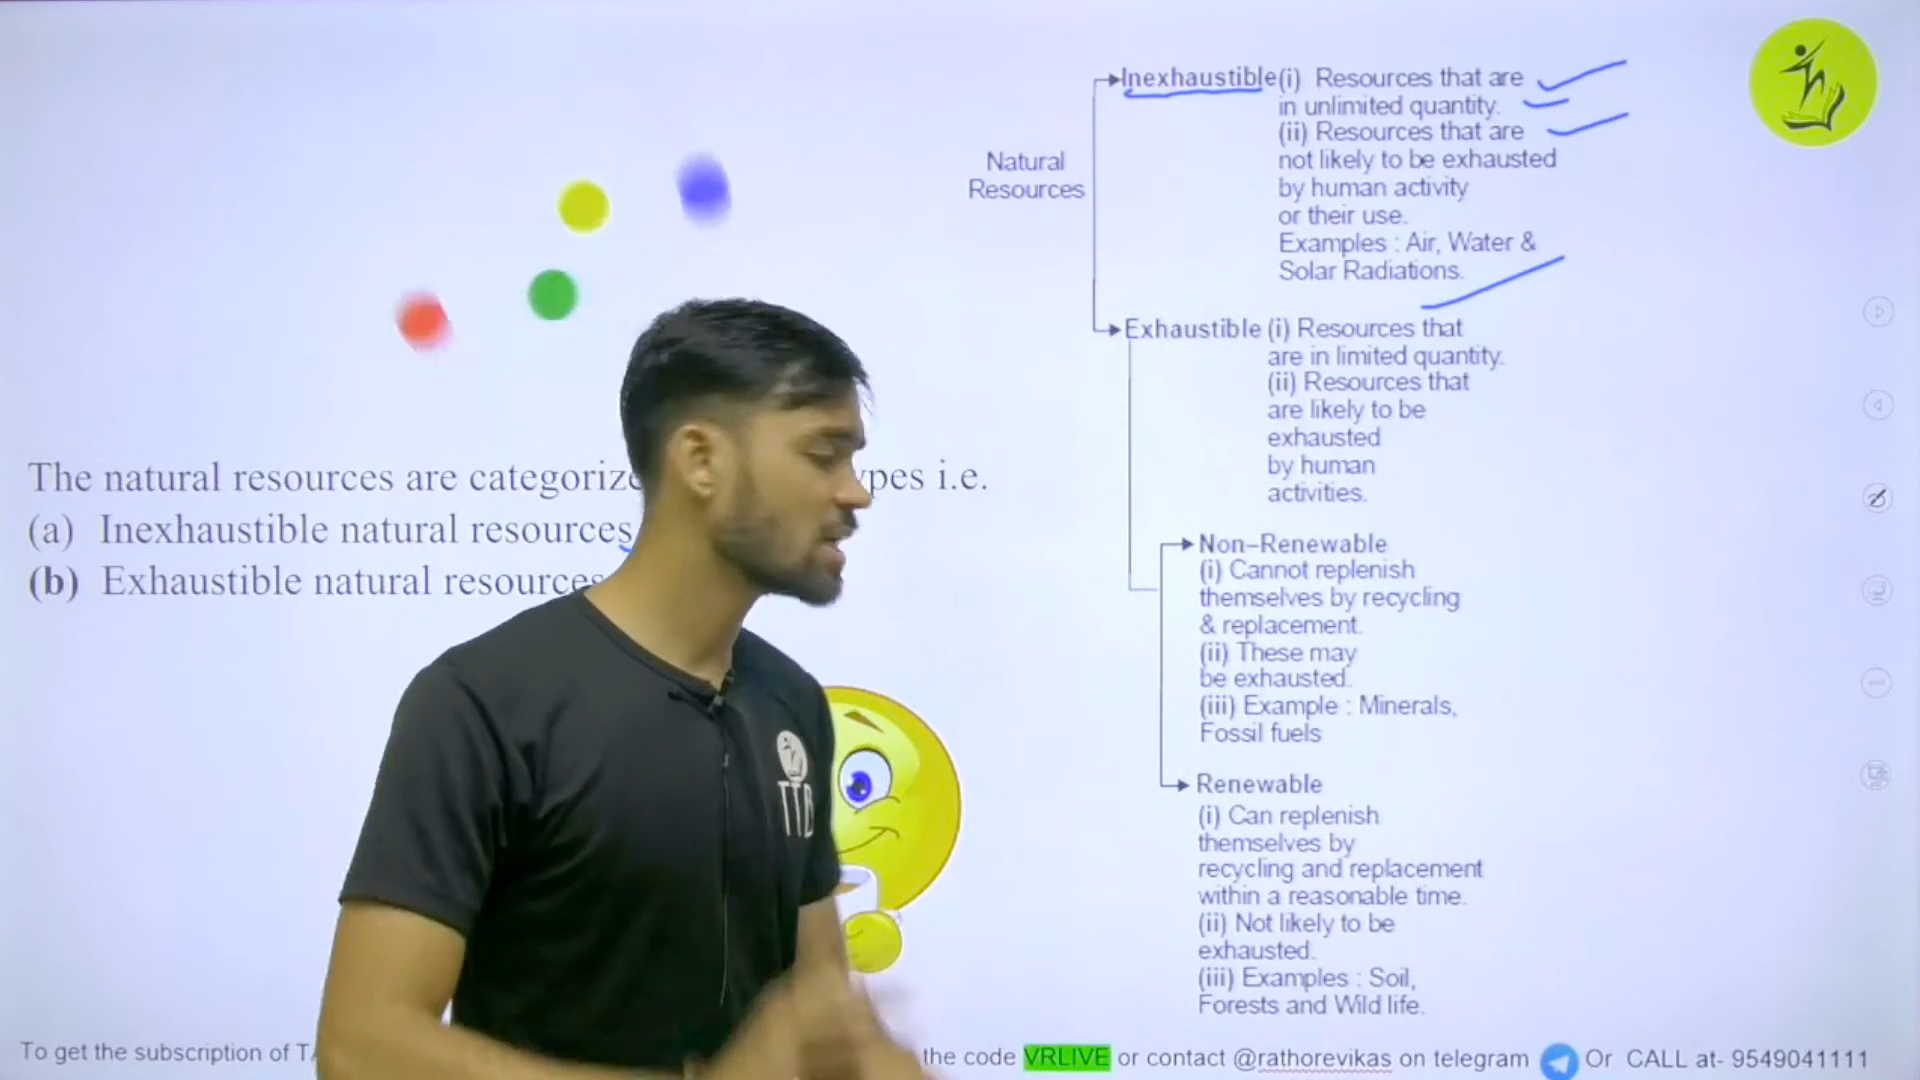 Inexhaustible (i) Resources that are
in unlimited quantity.
(ii) Resources that are
not likely to be exhausted
by human activity
or their use.
Examples : Air, Water &
Solar Radiations.
Natural
Resources
Exhaustible (i) Resources that
are in limited quantity.
(ii) Resources that
are likely to be
exhausted
by human
activities.
Non–Renewable
(i) Cannot replenish
themselves by recycling
& replacement.
(ii) These may
be exhausted.
(iii) Example : Minerals,
Fossil fuels
Renewable
(i) Can replenish
themselves by
recycling and replacement
within a reasonable time.
(ii) Not likely to be
exhausted.
(iii) Examples : Soil,
Forests and Wild life.
The natural resources are i.e.
(a) Inexhaustible natural resources
(b) Exhaustible natural resources
TTB
To get the subscription of the code VRLIVE or contact @rathorevikas on telegram Or CALL at- 9549041111